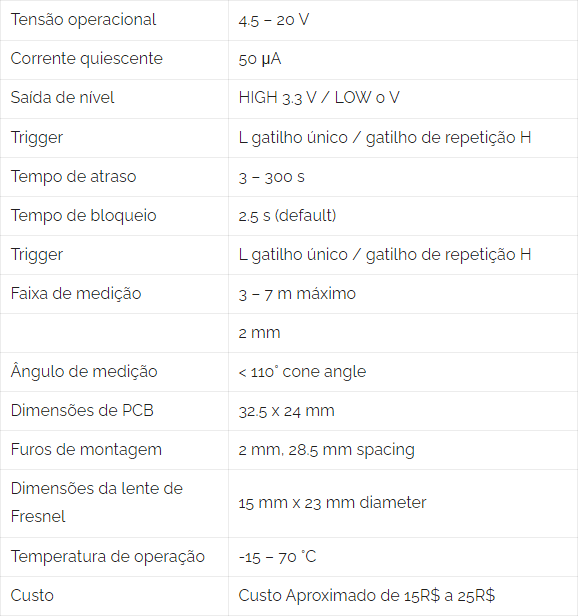 Tensão operacional 4.5 – 20 V
Corrente quiescente 50 μA
Saída de nível HIGH 3.3 V / LOW 0 V
Trigger L gatilho único / gatilho de repetição H
Tempo de atraso 3 – 300 s
Tempo de bloqueio 2.5 s (default)
Trigger L gatilho único / gatilho de repetição H
Faixa de medição 3 – 7 m máximo
2 mm
Ângulo de medição < 110° cone angle
Dimensões de PCB 32.5 x 24 mm
Furos de montagem 2 mm, 28.5 mm spacing
Dimensões da lente de
Fresnel 15 mm x 23 mm diameter
Temperatura de operação -15 – 70 °C
Custo Custo Aproximado de 15R$ a 25R$